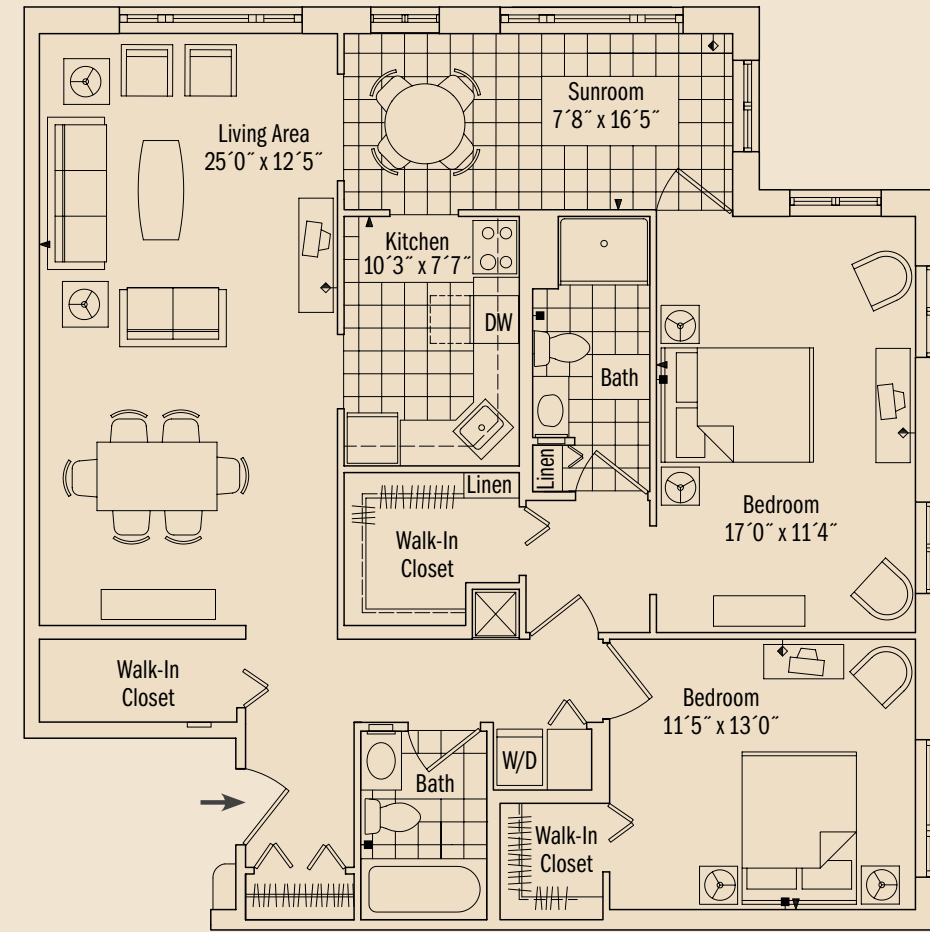 Living Area
25´0˝ x 12´5˝
Sunroom
7´8˝ x 16´5˝
Kitchen
10´3˝ x 7´7˝
DW
Bath
Linen
Linen
Walk-In
Closet
Bedroom
17´0˝ x 11´4˝
Walk-In
Closet
Bedroom
11´5˝ x 13´0˝
Bath
W/D
Walk-In
Closet